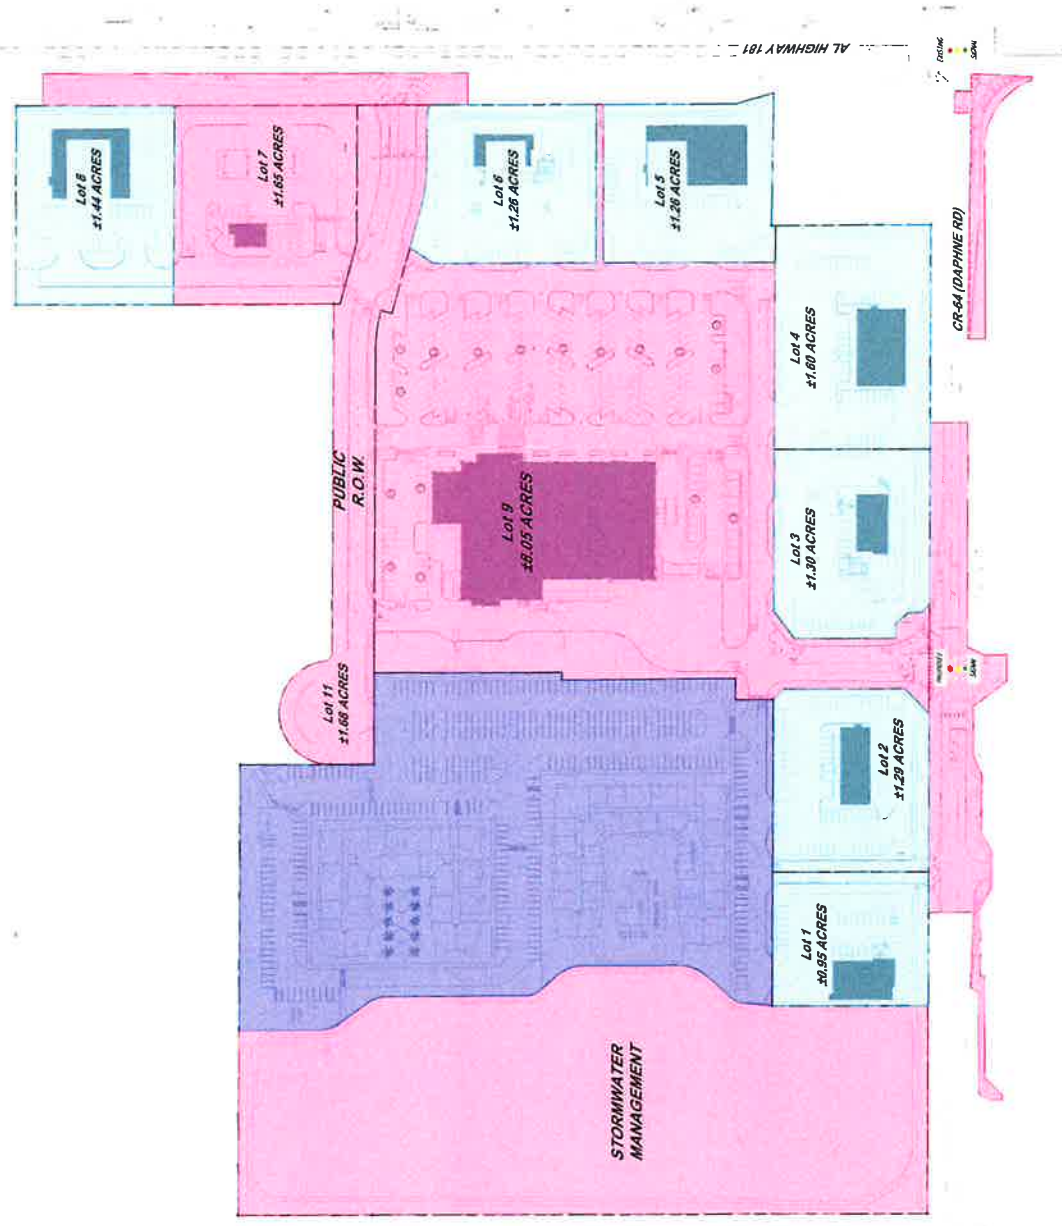 AL HIGHWAY 181
EXISTING
SIGNAL
Lot 8
±1.44 ACRES
Lot 7
±1.65 ACRES
Lot 6
±1.26 ACRES
Lot 5
±1.26 ACRES
CR-64 (DAPHNE RD)
Lot 4
±1.60 ACRES
PUBLIC
R.O.W.
Lot 9
Lot 3
±1.30 ACRES
PROPOSED
SIGNAL
Lot 11
±1.68 ACRES
Lot 2
±1.29 ACRES
Lot 1
±0.95 ACRES
STORMWATER
MANAGEMENT